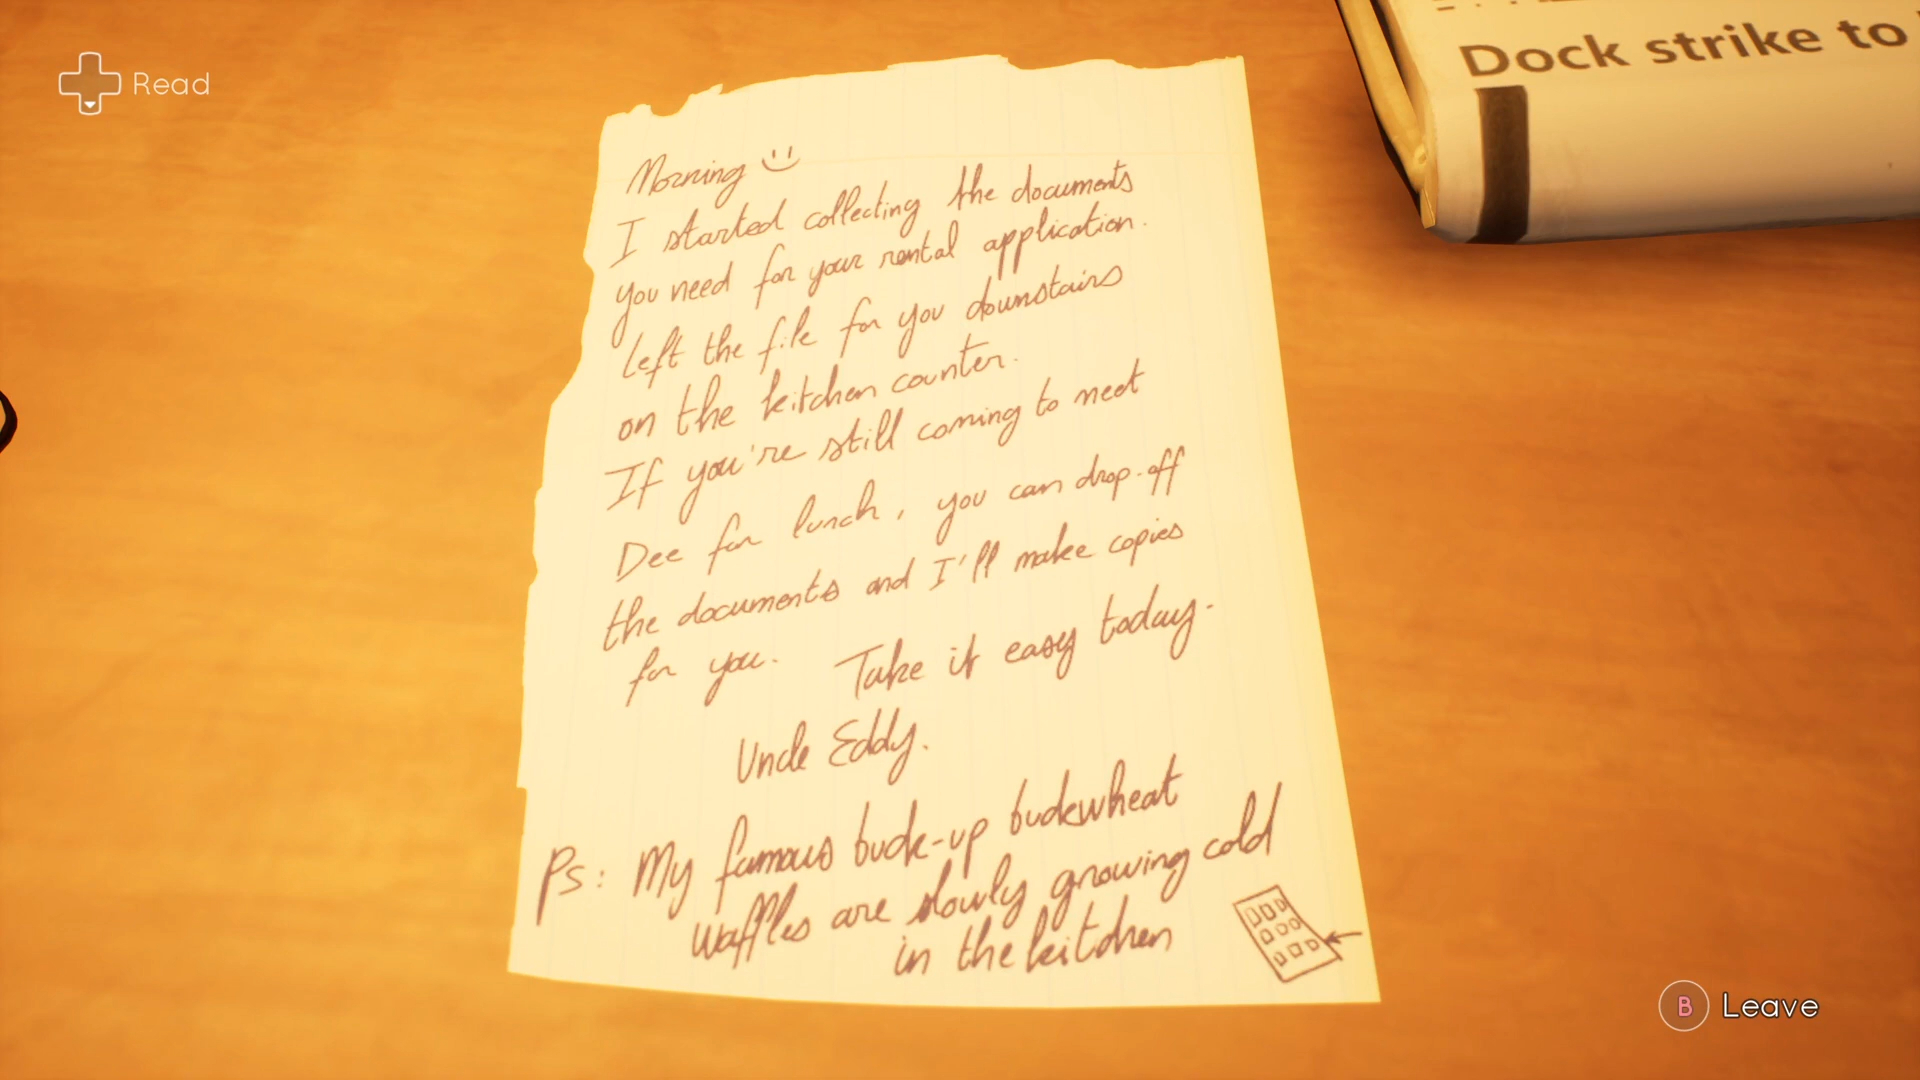 Read
Dock strike to
Morning
I started collecting the documents
you need for your rental application.
Left the file for you downstairs
on the kitchen counter.
If you're still coming to meet
Dee for lunch, you can drop-off
the documents and I'll make copies
for you. Take it easy today.
Uncle Eddy.
Ps: My famous buck-up buckwheat
waffles are slowly growing cold
in the kitchen
B Leave